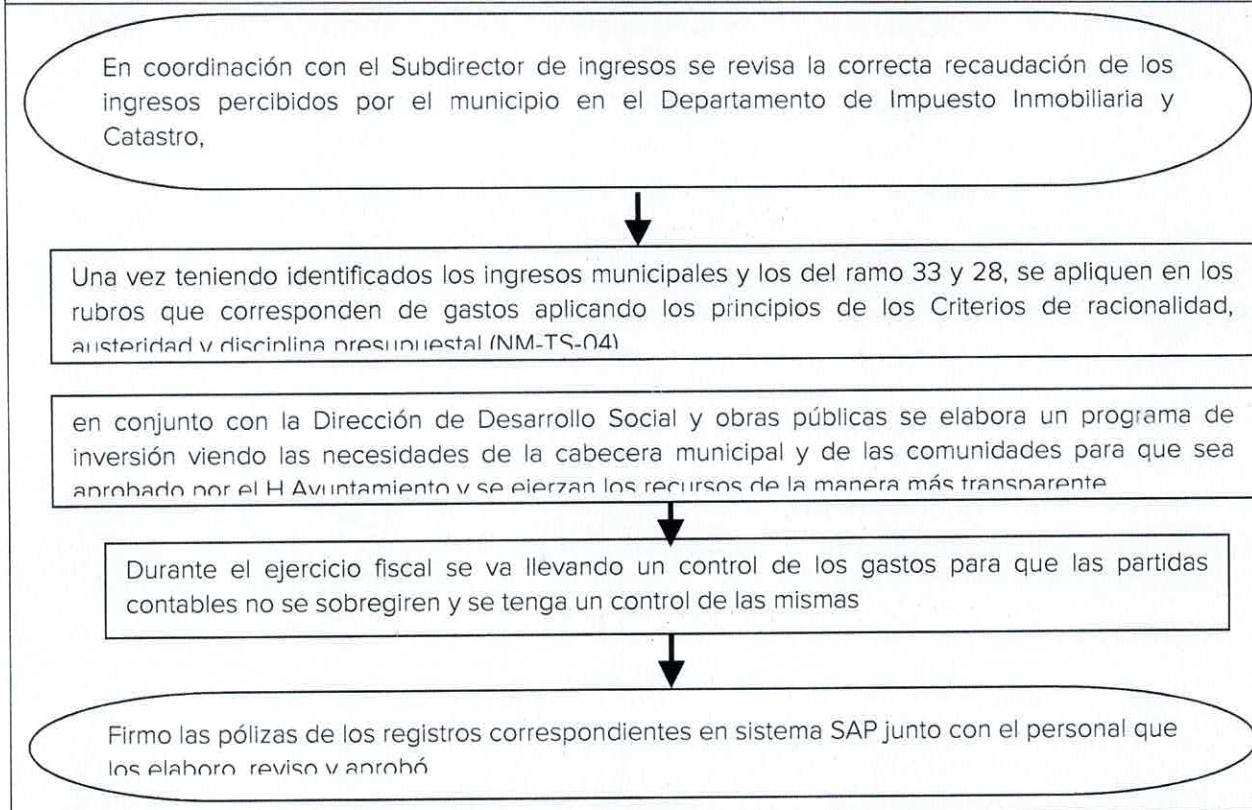 En coordinación con el Subdirector de ingresos se revisa la correcta recaudación de los
ingresos percibidos por el municipio en el Departamento de Impuesto Inmobiliaria y
Catastro,
Una vez teniendo identificados los ingresos municipales y los del ramo 33 y 28, se apliquen en los
rubros que corresponden de gastos aplicando los principios de los Criterios de racionalidad,
austeridad y disciplina presupuestal (NM-TS-04)
en conjunto con la Dirección de Desarrollo Social y obras públicas se elabora un programa de
inversión viendo las necesidades de la cabecera municipal y de las comunidades para que sea
aprobado por el H Ayuntamiento y se ejerzan los recursos de la manera más transparente
Durante el ejercicio fiscal se va llevando un control de los gastos para que las partidas
contables no se sobregiren y se tenga un control de las mismas
Firmo las pólizas de los registros correspondientes en sistema SAP junto con el personal que
los elaboro, reviso y aprobó